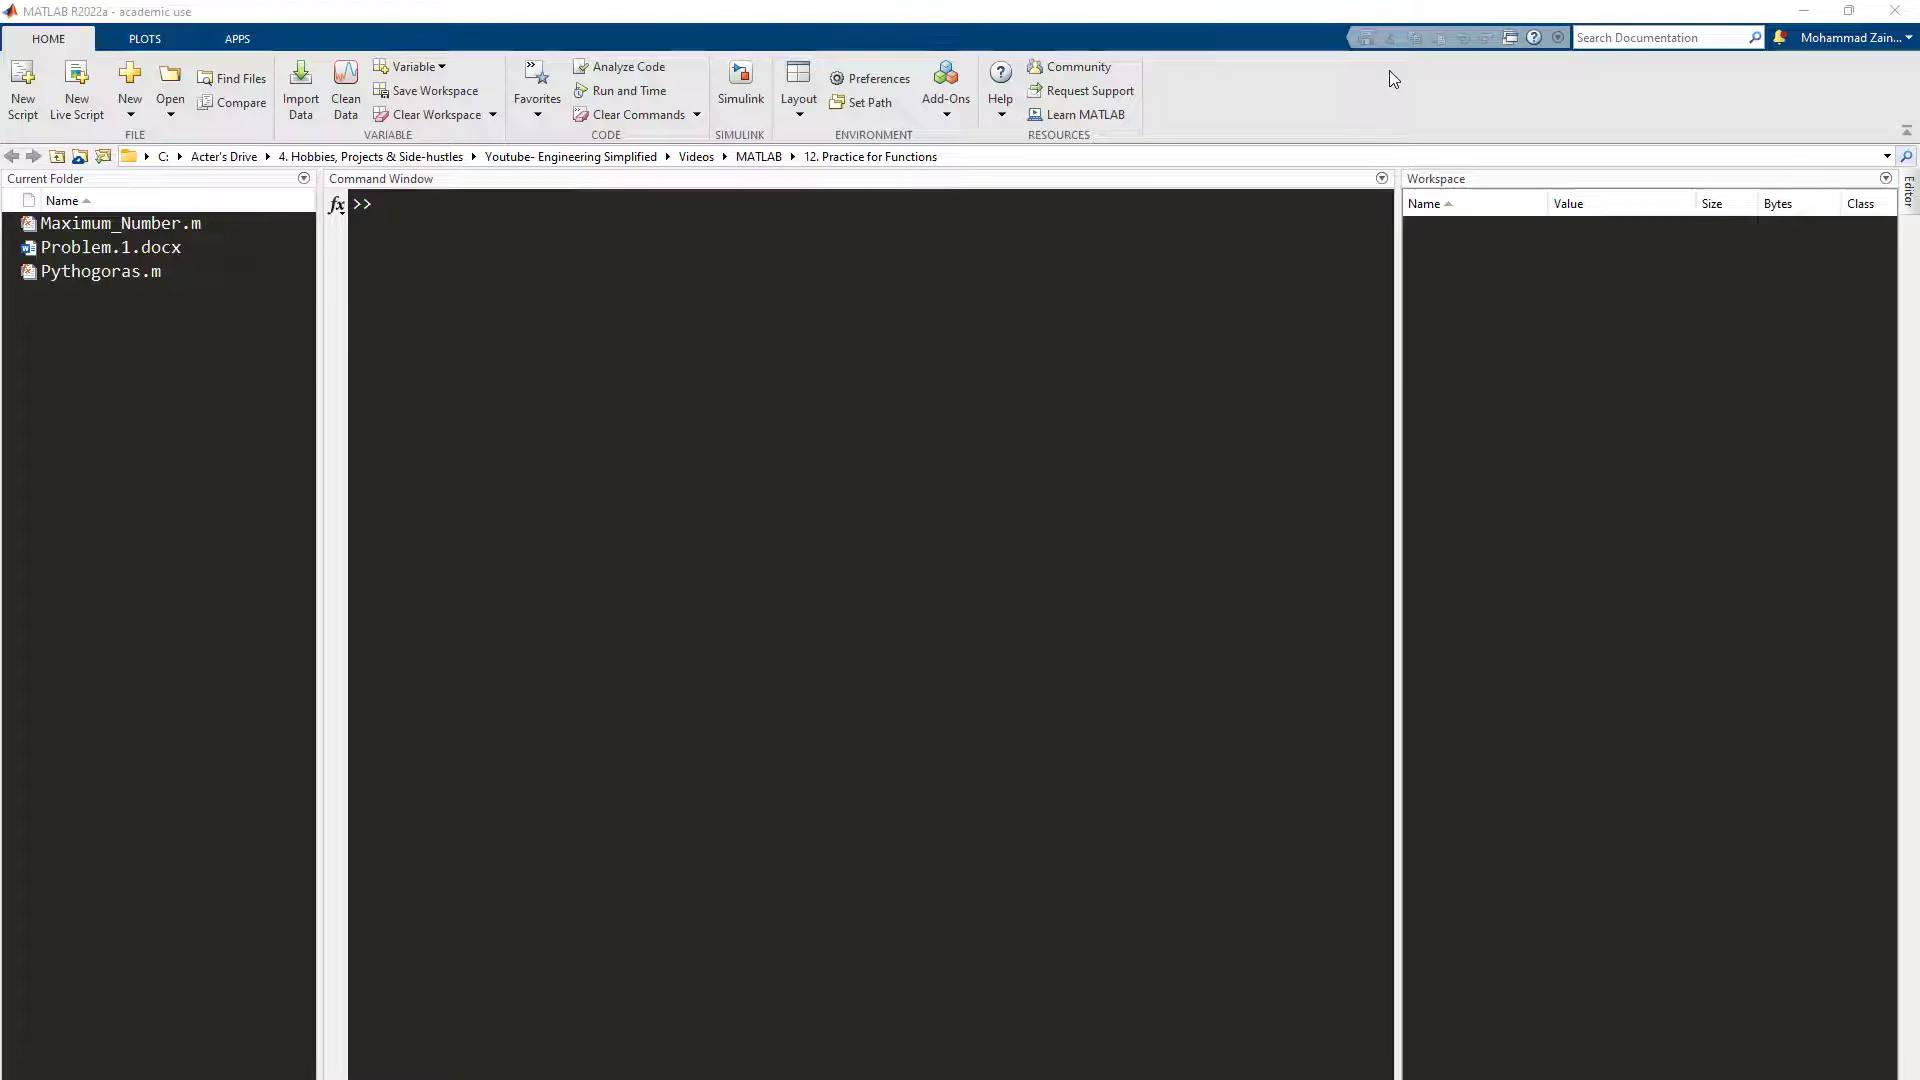 MATLAB R2022a - academic use
HOME PLOTS APPS
Search Documentation
Mohammad Zain...
New Script
New Live Script
New
Open
Find Files
Compare
FILE
Import Data
Clean Data
Variable
Save Workspace
Clear Workspace
VARIABLE
Favorites
Analyze Code
Run and Time
Clear Commands
CODE
Simulink
SIMULINK
Layout
Preferences
Set Path
Add-Ons
ENVIRONMENT
Help
Community
Request Support
Learn MATLAB
RESOURCES
C: Acter's Drive 4. Hobbies, Projects & Side-hustles Youtube- Engineering Simplified Videos MATLAB 12. Practice for Functions
Current Folder
Name
Maximum_Number.m
Problem.1.docx
Pythogoras.m
Command Window
fx >>
Workspace
Name Value Size Bytes Class
Editor